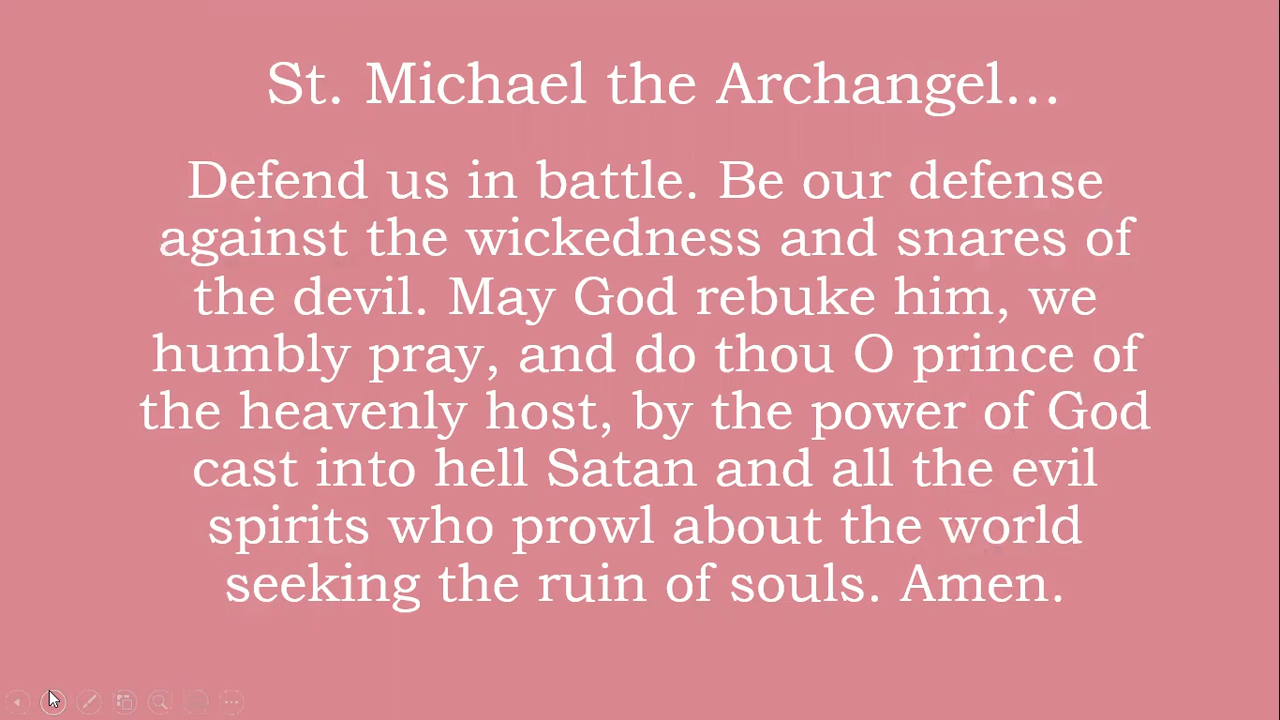 St. Michael the Archangel…
Defend us in battle. Be our defense
against the wickedness and snares of
the devil. May God rebuke him, we
humbly pray, and do thou O prince of
the heavenly host, by the power of God
cast into hell Satan and all the evil
spirits who prowl about the world
seeking the ruin of souls. Amen.